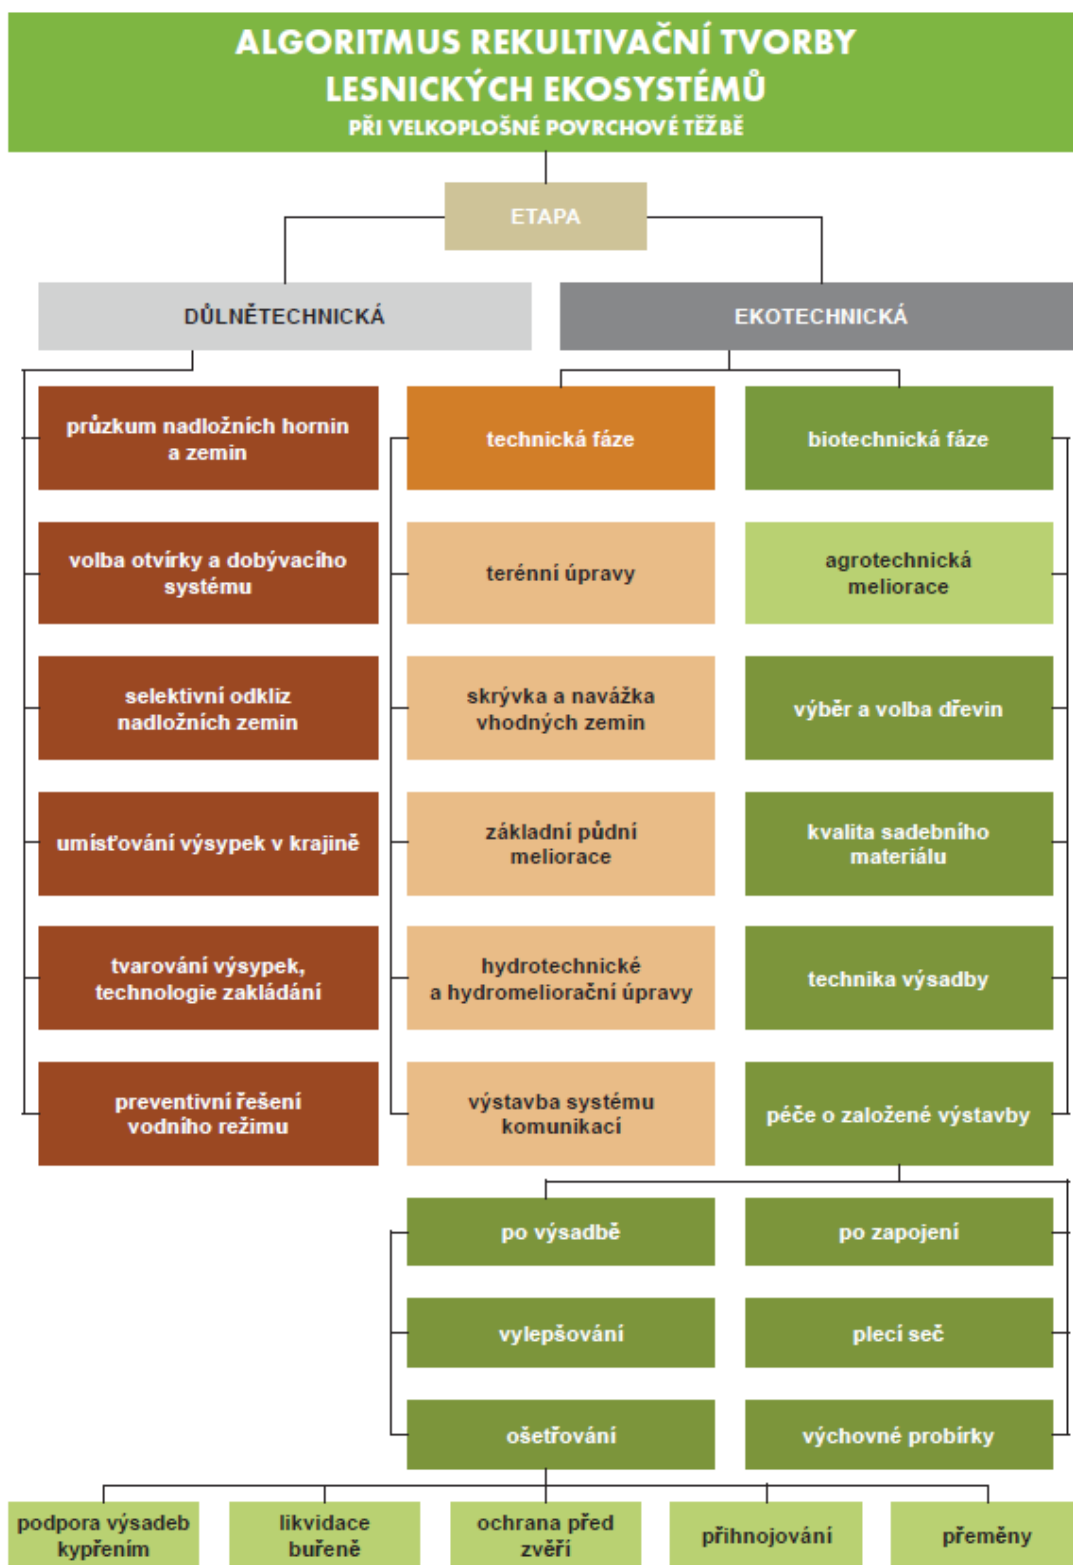 ALGORITMUS REKULTIVAČNÍ TVORBY
LESNICKÝCH EKOSYSTÉMŮ
PŘI VELKOPLOŠNÉ POVRCHOVÉ TĚŽBĚ
ETAPA
DŮLNĚTECHNICKÁ
EKOTECHNICKÁ
průzkum nadložních hornin
a zemin
volba otvírky a dobývacího
systému
selektivní odkliz
nadložních zemin
umísťování výsypek v krajině
tvarování výsypek,
technologie zakládání
preventivní řešení
vodního režimu
technická fáze
terénní úpravy
skrývka a navážka
vhodných zemin
základní půdní
meliorace
hydrotechnické
a hydromeliorační úpravy
výstavba systému
komunikací
biotechnická fáze
agrotechnická
meliorace
výběr a volba dřevin
kvalita sadebního
materiálu
technika výsadby
péče o založené výstavby
po výsadbě
vylepšování
ošetřování
po zapojení
plecí seč
výchovné probírky
podpora výsadeb
kypřením
likvidace
buřeně
ochrana před
zvěří
přihnojování
přeměny